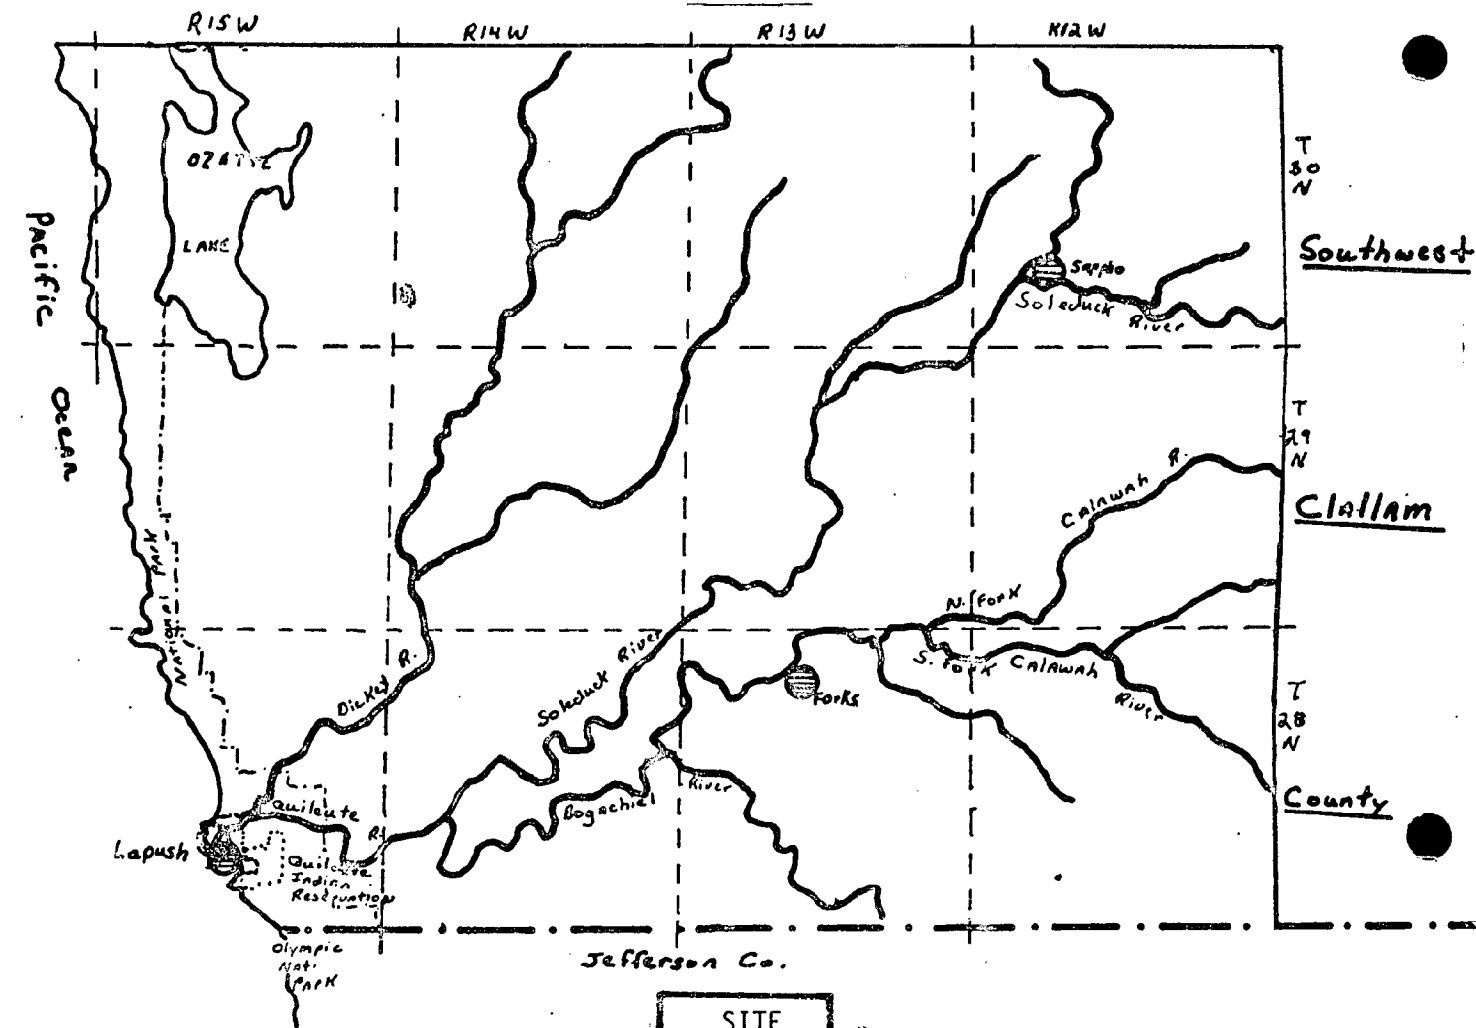 R15W
R14W
R13W
R12W
T
30
N
OZETTE
LAKE
Pacific
Ocean
Sappho
Soleduck
River
Southwest
T
29
N
Calawah R.
Clallam
National Park
N. Fork
S. Fork Calawah
River
Dickey R.
Soleduck River
Forks
T
28
N
Bogachiel
River
County
Quileute
R.
Lapush
Quileute
Indian
Reservation
Olympic
Nat.
Park
Jefferson Co.
SITE